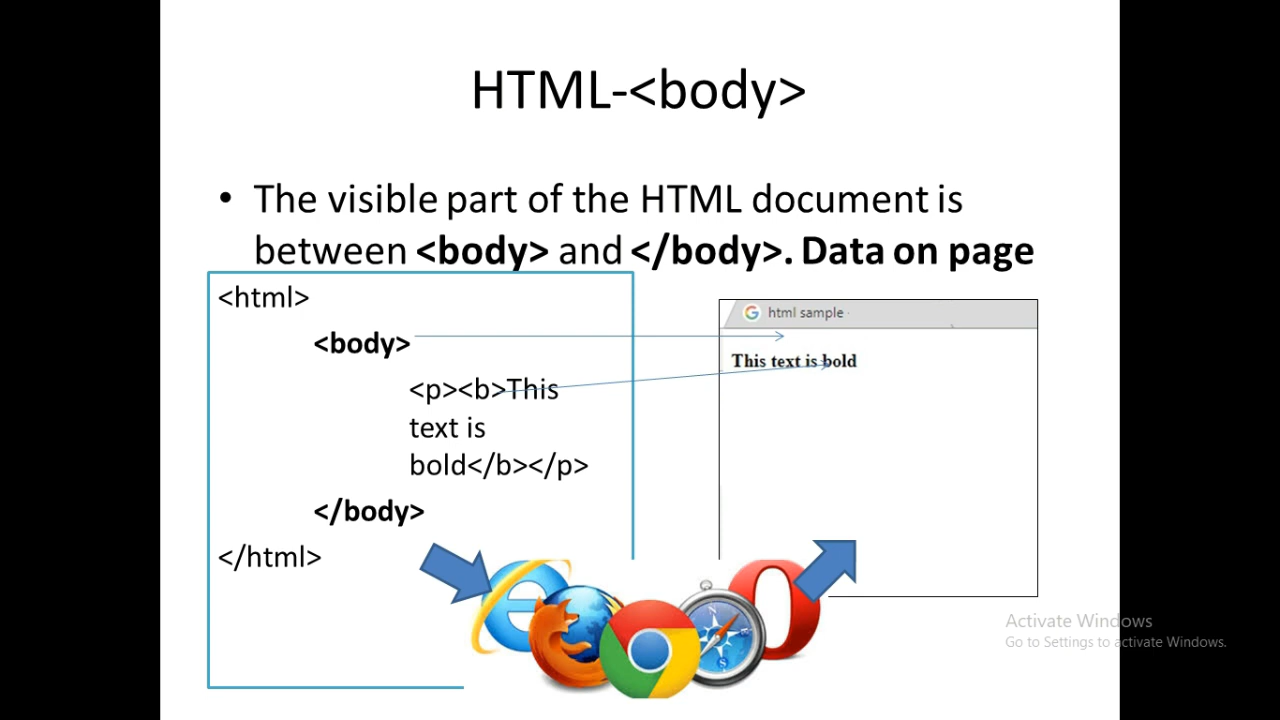 HTML-<body>
• The visible part of the HTML document is
between <body> and </body>. Data on page
<html>
<body>
<p><b>This
text is
bold</b></p>
</body>
</html>
html sample
This text is bold
Activate Windows
Go to Settings to activate Windows.